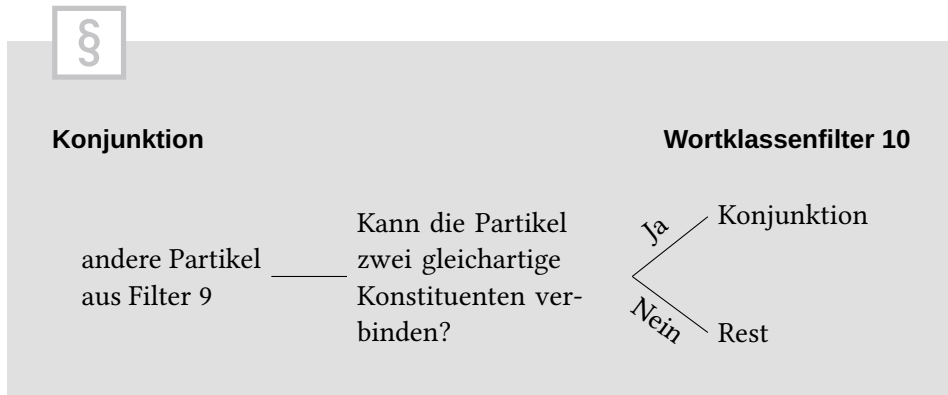 §
Konjunktion
Wortklassenfilter 10
andere Partikel
aus Filter 9
Kann die Partikel
zwei gleichartige
Konstituenten ver-
binden?
Ja
Konjunktion
Nein
Rest